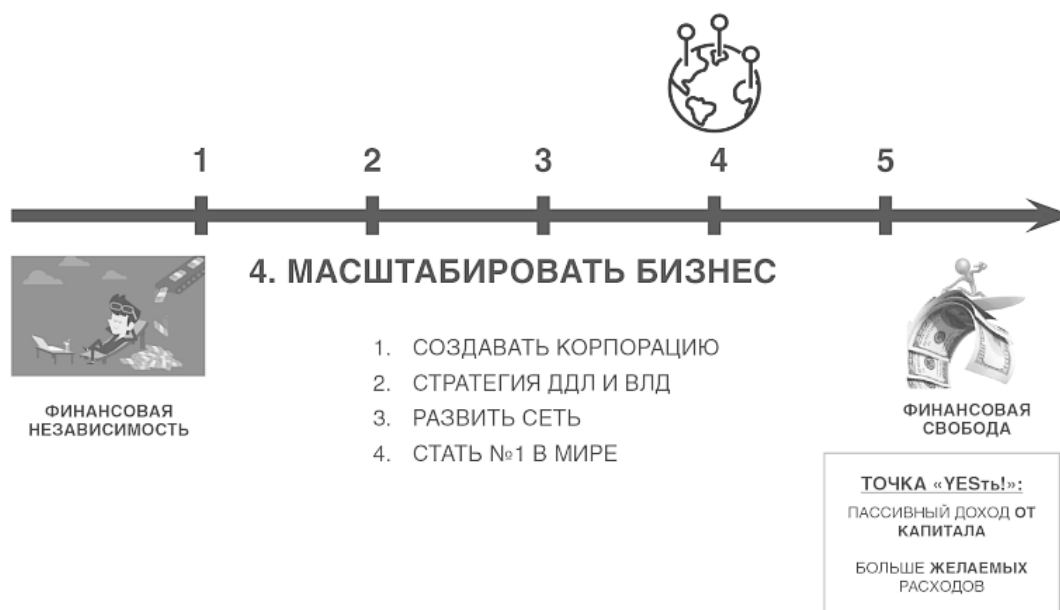 1 2 3 4 5
4. МАСШТАБИРОВАТЬ БИЗНЕС
1. СОЗДАВАТЬ КОРПОРАЦИЮ
2. СТРАТЕГИЯ ДДЛ И ВЛД
3. РАЗВИТЬ СЕТЬ
4. СТАТЬ №1 В МИРЕ
ФИНАНСОВАЯ
НЕЗАВИСИМОСТЬ
ФИНАНСОВАЯ
СВОБОДА
ТОЧКА «YESть!»:
ПАССИВНЫЙ ДОХОД ОТ
КАПИТАЛА
БОЛЬШЕ ЖЕЛАЕМЫХ
РАСХОДОВ